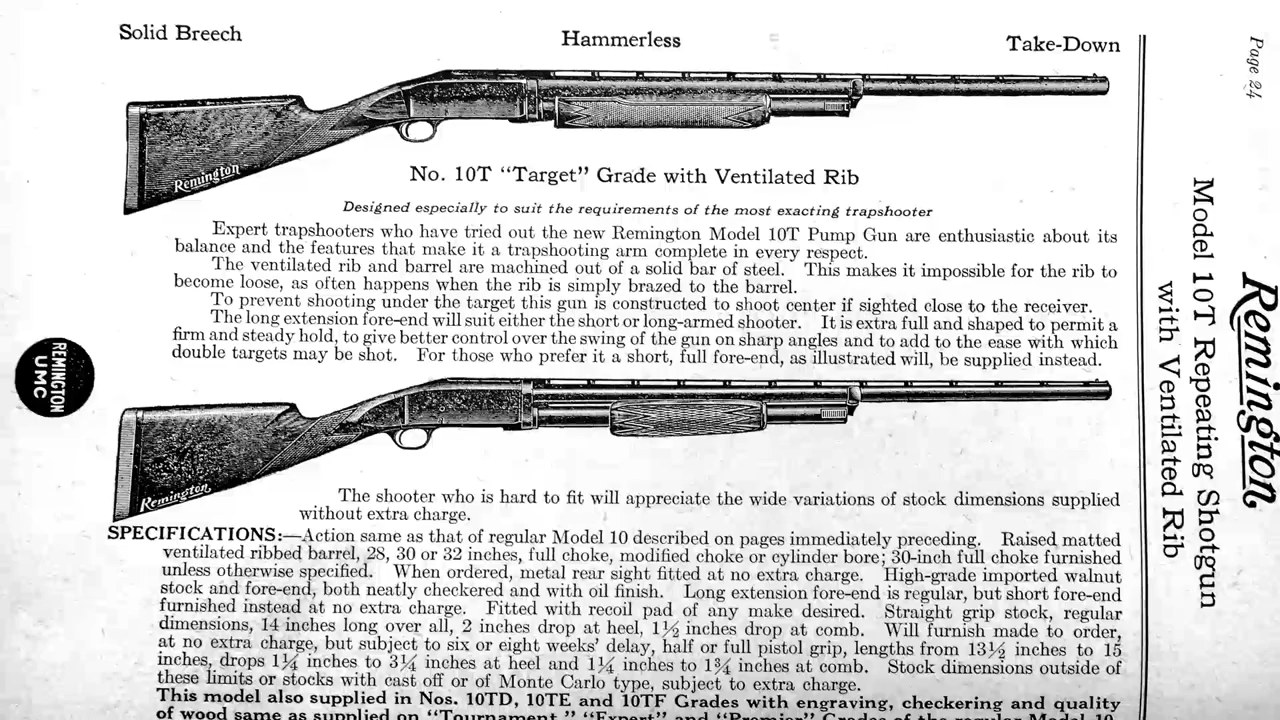 Solid Breech Hammerless Take-Down
Remington
No. 10T "Target" Grade with Ventilated Rib
Designed especially to suit the requirements of the most exacting trapshooter
Expert trapshooters who have tried out the new Remington Model 10T Pump Gun are enthusiastic about its
balance and the features that make it a trapshooting arm complete in every respect.
The ventilated rib and barrel are machined out of a solid bar of steel. This makes it impossible for the rib to
become loose, as often happens when the rib is simply brazed to the barrel.
To prevent shooting under the target this gun is constructed to shoot center if sighted close to the receiver.
The long extension fore-end will suit either the short or long-armed shooter. It is extra full and shaped to permit a
firm and steady hold, to give better control over the swing of the gun on sharp angles and to add to the ease with which
double targets may be shot. For those who prefer it a short, full fore-end, as illustrated will, be supplied instead.
Remington
The shooter who is hard to fit will appreciate the wide variations of stock dimensions supplied
without extra charge.
SPECIFICATIONS:—Action same as that of regular Model 10 described on pages immediately preceding. Raised matted
ventilated ribbed barrel, 28, 30 or 32 inches, full choke, modified choke or cylinder bore; 30-inch full choke furnished
unless otherwise specified. When ordered, metal rear sight fitted at no extra charge. High-grade imported walnut
stock and fore-end, both neatly checkered and with oil finish. Long extension fore-end is regular, but short fore-end
furnished instead at no extra charge. Fitted with recoil pad of any make desired. Straight grip stock, regular
dimensions, 14 inches long over all, 2 inches drop at heel, 1½ inches drop at comb. Will furnish made to order,
at no extra charge, but subject to six or eight weeks' delay, half or full pistol grip, lengths from 13½ inches to 15
inches, drops 1¼ inches to 3¼ inches at heel and 1¼ inches to 1¾ inches at comb. Stock dimensions outside of
these limits or stocks with cast off or of Monte Carlo type, subject to extra charge.
This model also supplied in Nos. 10TD, 10TE and 10TF Grades with engraving, checkering and quality
of wood same as supplied on "Tournament," "Expert" and "Premier" Grades of the regular Model 10.
REMINGTON
UMC
Page 24
Remington
Model 10T Repeating Shotgun
with Ventilated Rib